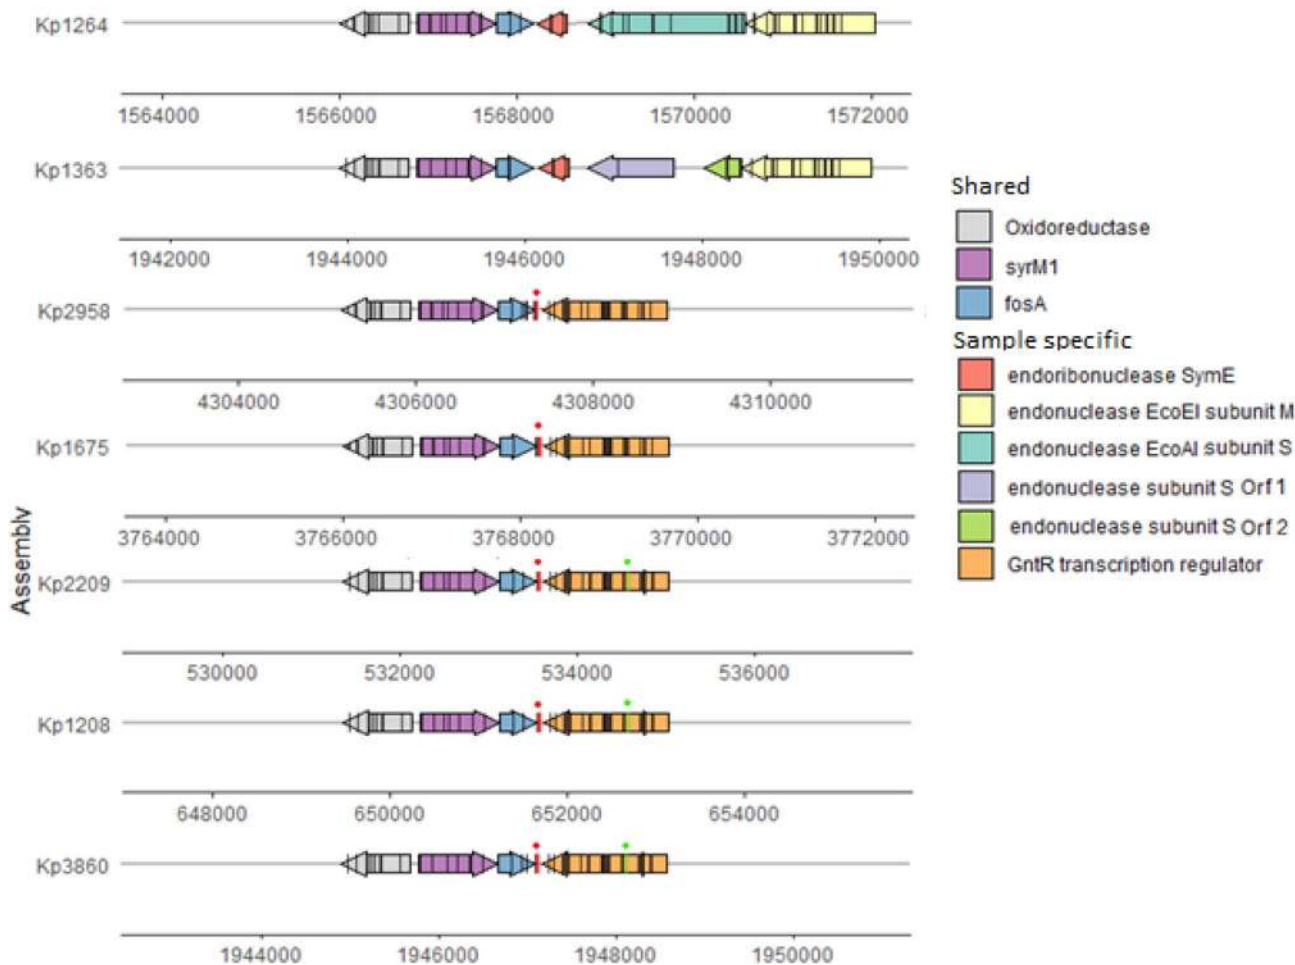 Kp1264
1564000 1566000 1568000 1570000 1572000
Kp1363
1942000 1944000 1946000 1948000 1950000
Kp2958
4304000 4306000 4308000 4310000
Kp1675
3764000 3766000 3768000 3770000 3772000
Kp2209
530000 532000 534000 536000
Kp1208
648000 650000 652000 654000
Kp3860
1944000 1946000 1948000 1950000
Assembly
Shared
Oxidoreductase
syrM1
fosA
Sample specific
endoribonuclease SymE
endonuclease EcoEI subunit M
endonuclease EcoAI subunit S
endonuclease subunit S Orf 1
endonuclease subunit S Orf 2
GntR transcription regulator